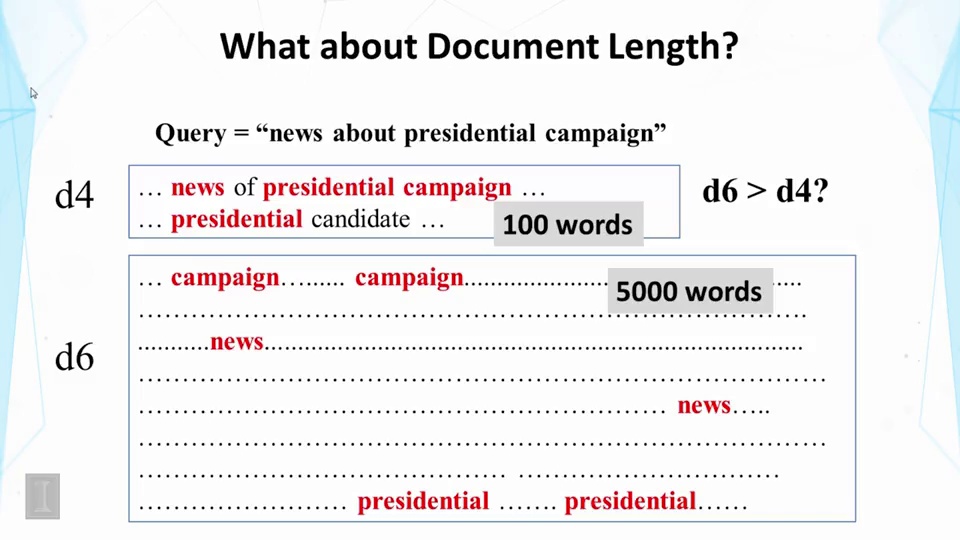 What about Document Length?
Query = “news about presidential campaign”
d4
… news of presidential campaign …
… presidential candidate …
100 words
d6 > d4?
d6
… campaign…...... campaign..........................................
5000 words
……………………………………………………………………
...........news....................................................................................
………………………………………………………………………
……………………………………………………… news…..
………………………………………………………………………
…………………………………… …………………………
…………………… presidential ……. presidential……
I